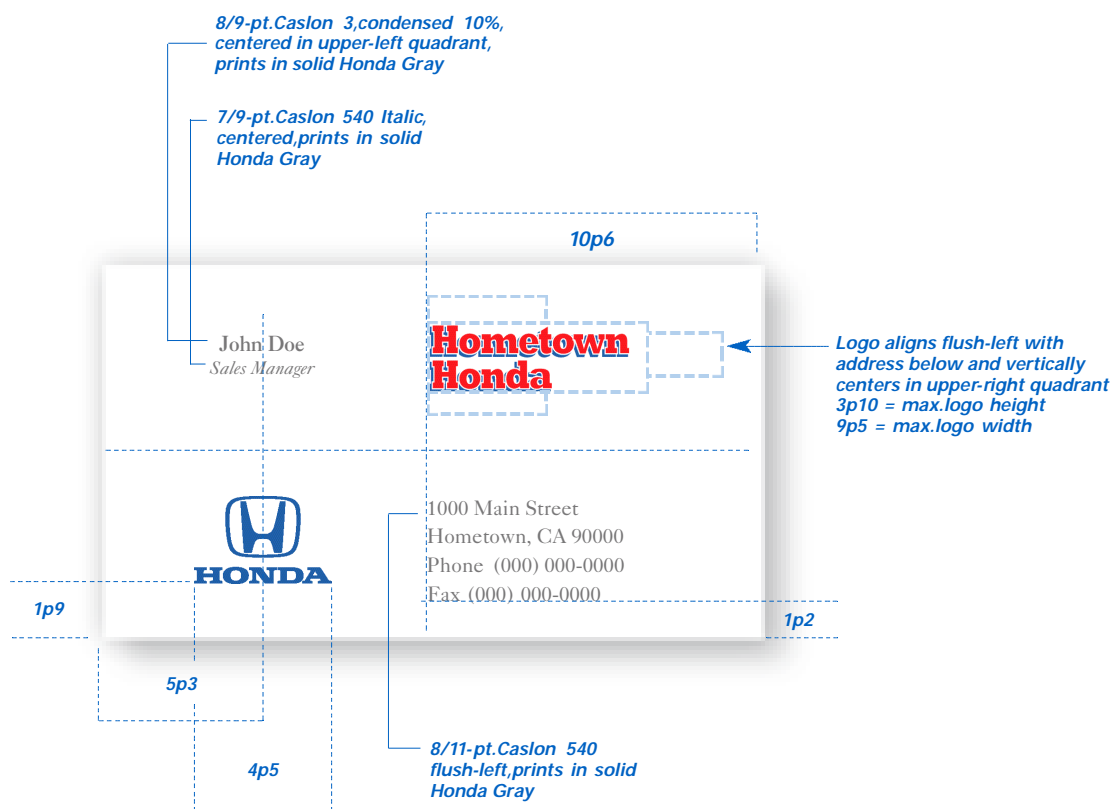 8/9-pt.Caslon 3,condensed 10%,
centered in upper-left quadrant,
prints in solid Honda Gray
7/9-pt.Caslon 540 Italic,
centered,prints in solid
Honda Gray
10p6
John Doe
Sales Manager
Hometown
Honda
Logo aligns flush-left with
address below and vertically
centers in upper-right quadrant
3p10 = max.logo height
9p5 = max.logo width
HONDA
1000 Main Street
Hometown, CA 90000
Phone (000) 000-0000
Fax (000) 000-0000
1p9
1p2
5p3
4p5
8/11-pt.Caslon 540
flush-left,prints in solid
Honda Gray